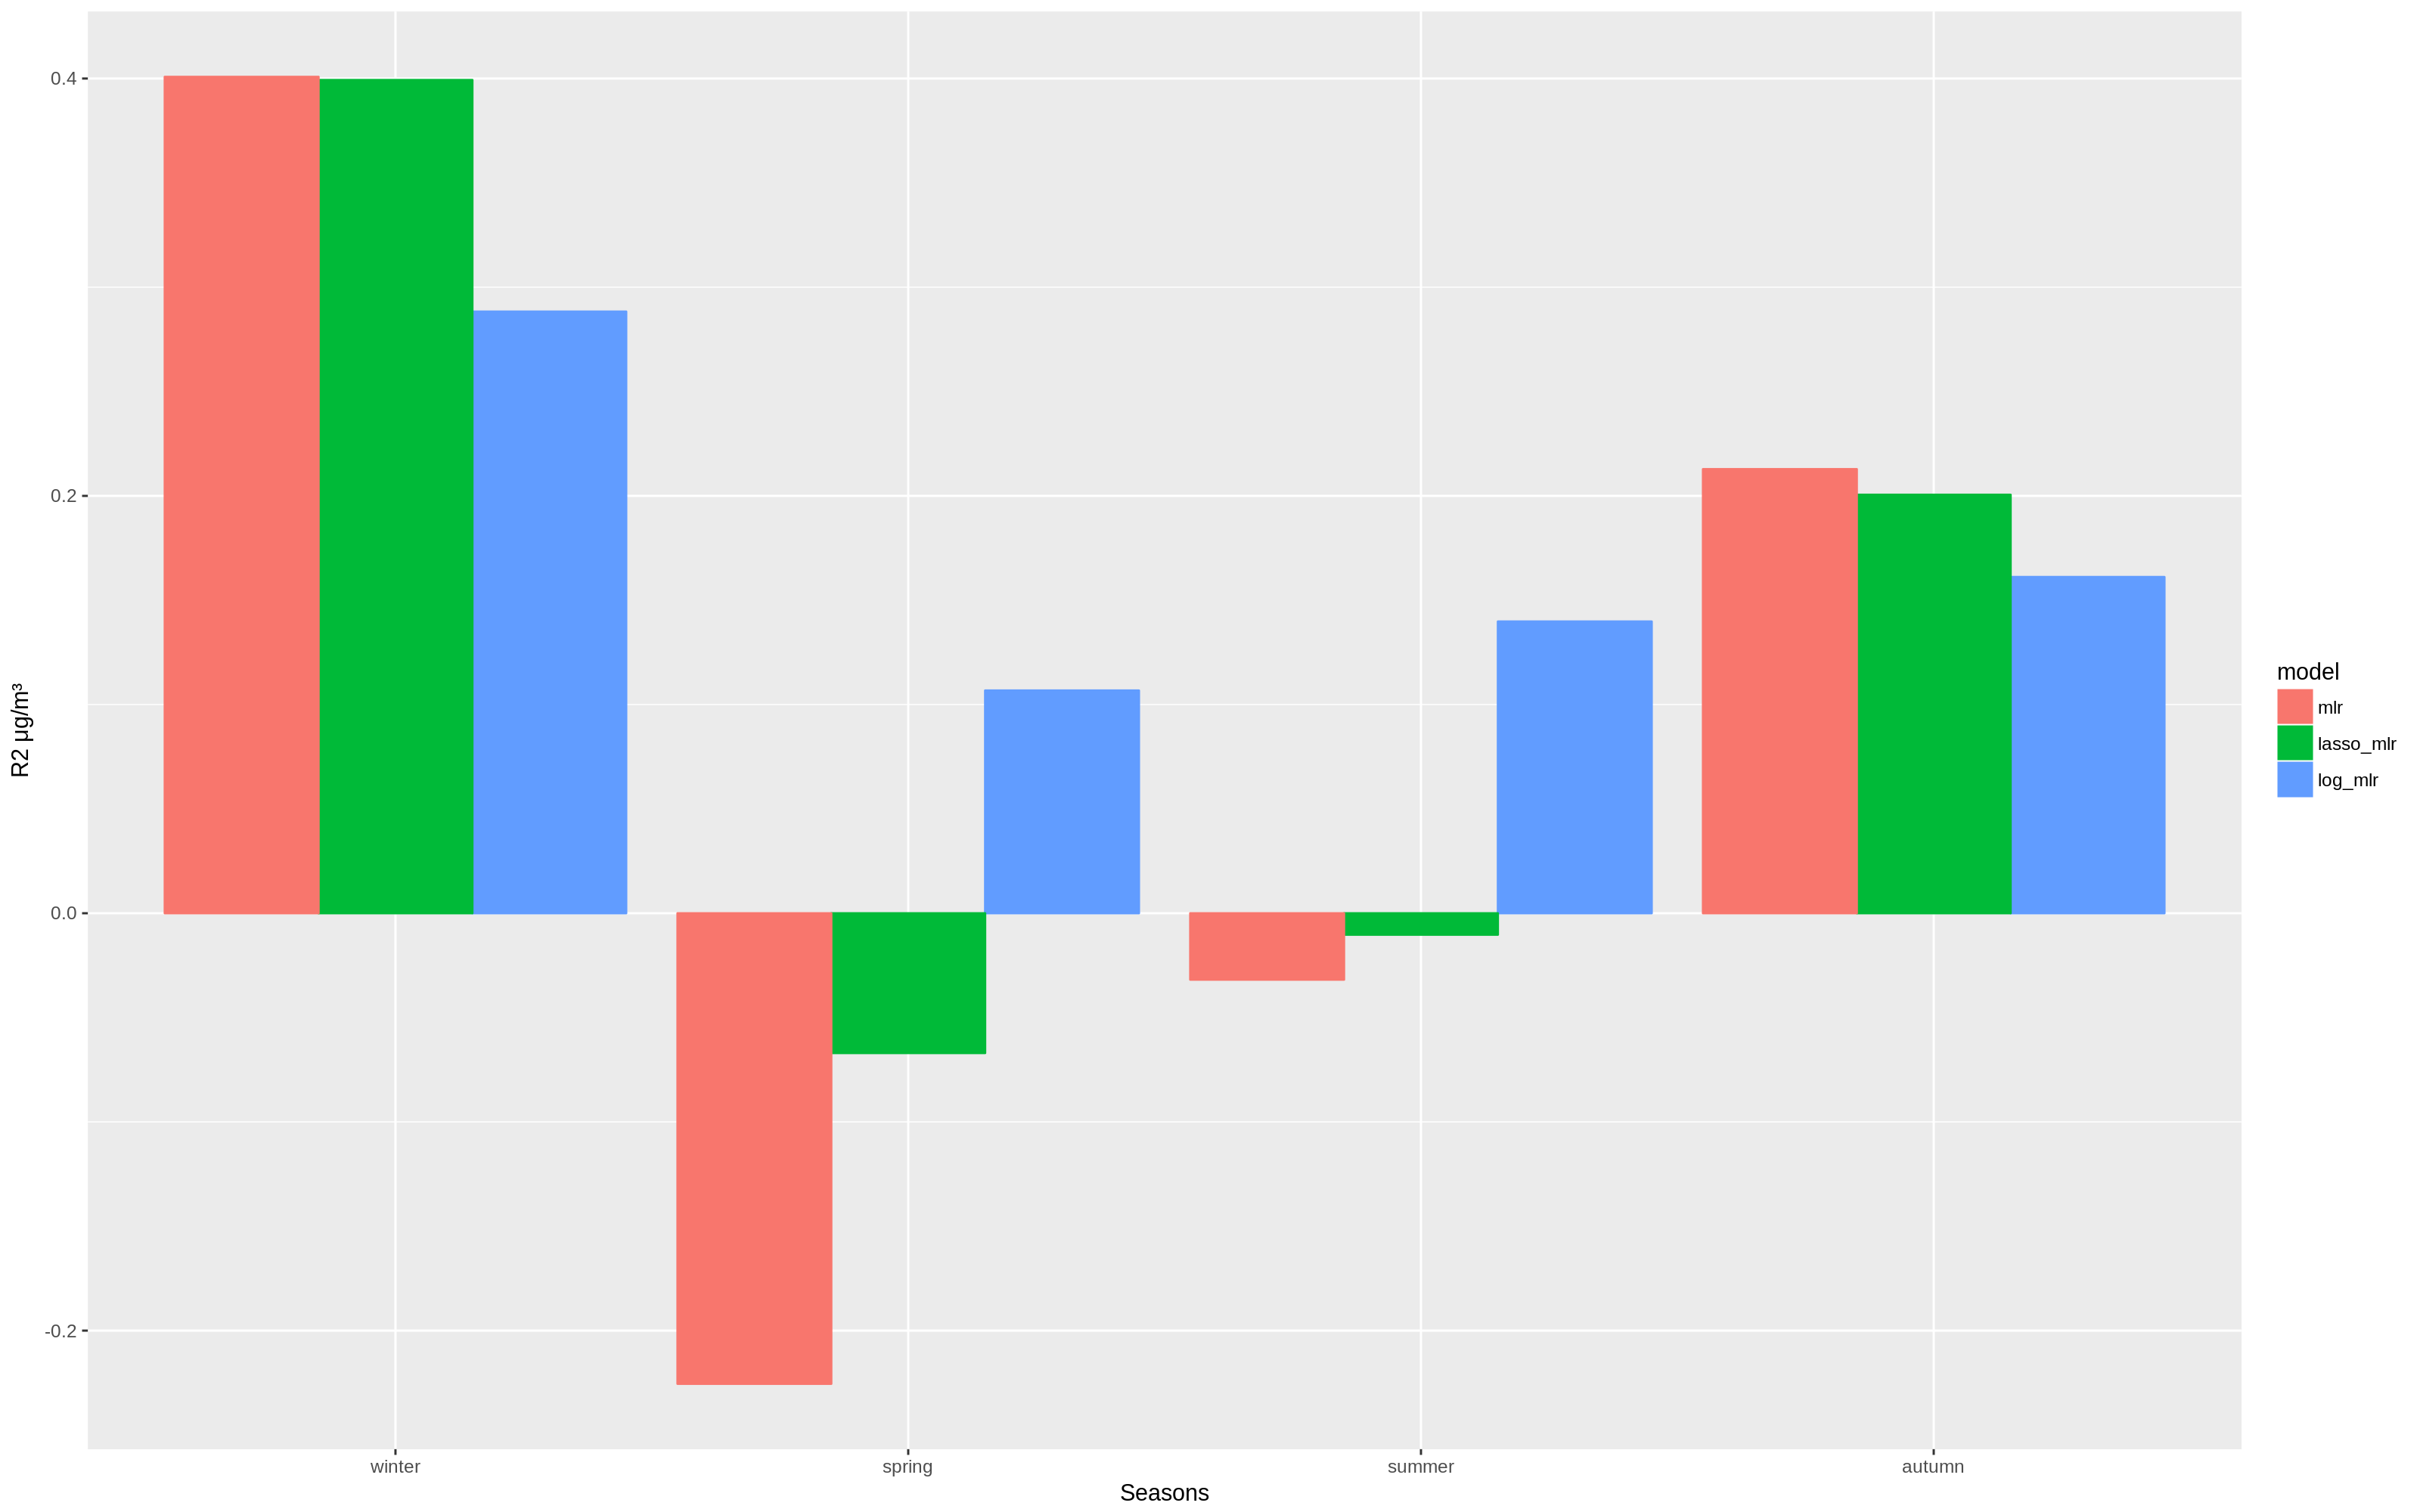 0.4
0.2
0.0
-0.2
R2 μg/m³
winter
spring
summer
autumn
Seasons
model
mlr
lasso_mlr
log_mlr